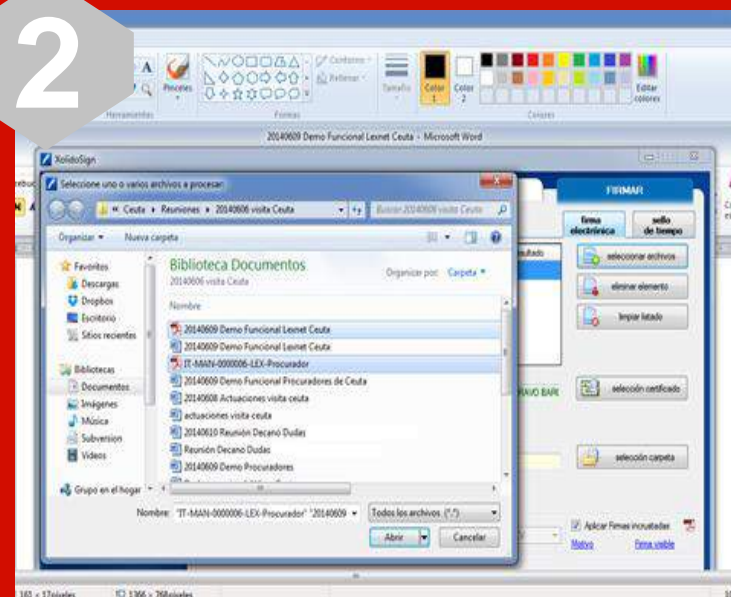 2
A
Pinceles
Contorno
Rellenar
Tamaño
Color 1
Color 2
Editar colores
Herramientas
Formas
Colores
20140609 Demo Funcional Lexnet Ceuta - Microsoft Word
XolidoSign
Seleccione uno o varios archivos a procesar:
« Ceuta ▸ Reuniones ▸ 20140606 visita Ceuta
Buscar 20140606 visita Ceuta
Organizar
Nueva carpeta
Favoritos
Descargas
Dropbox
Escritorio
Sitios recientes
Bibliotecas
Documentos
Imágenes
Música
Subversion
Vídeos
Grupo en el hogar
Biblioteca Documentos
20140606 visita Ceuta
Organizar por: Carpeta
Nombre
20140609 Demo Funcional Lexnet Ceuta
20140609 Demo Funcional Lexnet Ceuta
IT-MAN-0000006-LEX-Procurador
20140609 Demo Funcional Procuradores de Ceuta
20140608 Actuaciones visita ceuta
actuaciones visita ceuta
20140610 Reunión Decano Dudas
Reunión Decano Dudas
20140609 Demo Procuradores
Nombre: "IT-MAN-0000006-LEX-Procurador" "20140609
Todos los archivos (*.*)
Abrir
Cancelar
FIRMAR
firma electrónica
sello de tiempo
seleccionar archivos
eliminar elemento
limpiar listado
selección certificado
selección carpeta
Aplicar Firmas incrustadas
Motivo
Firma visible
161 × 17píxeles
1366 × 768píxeles